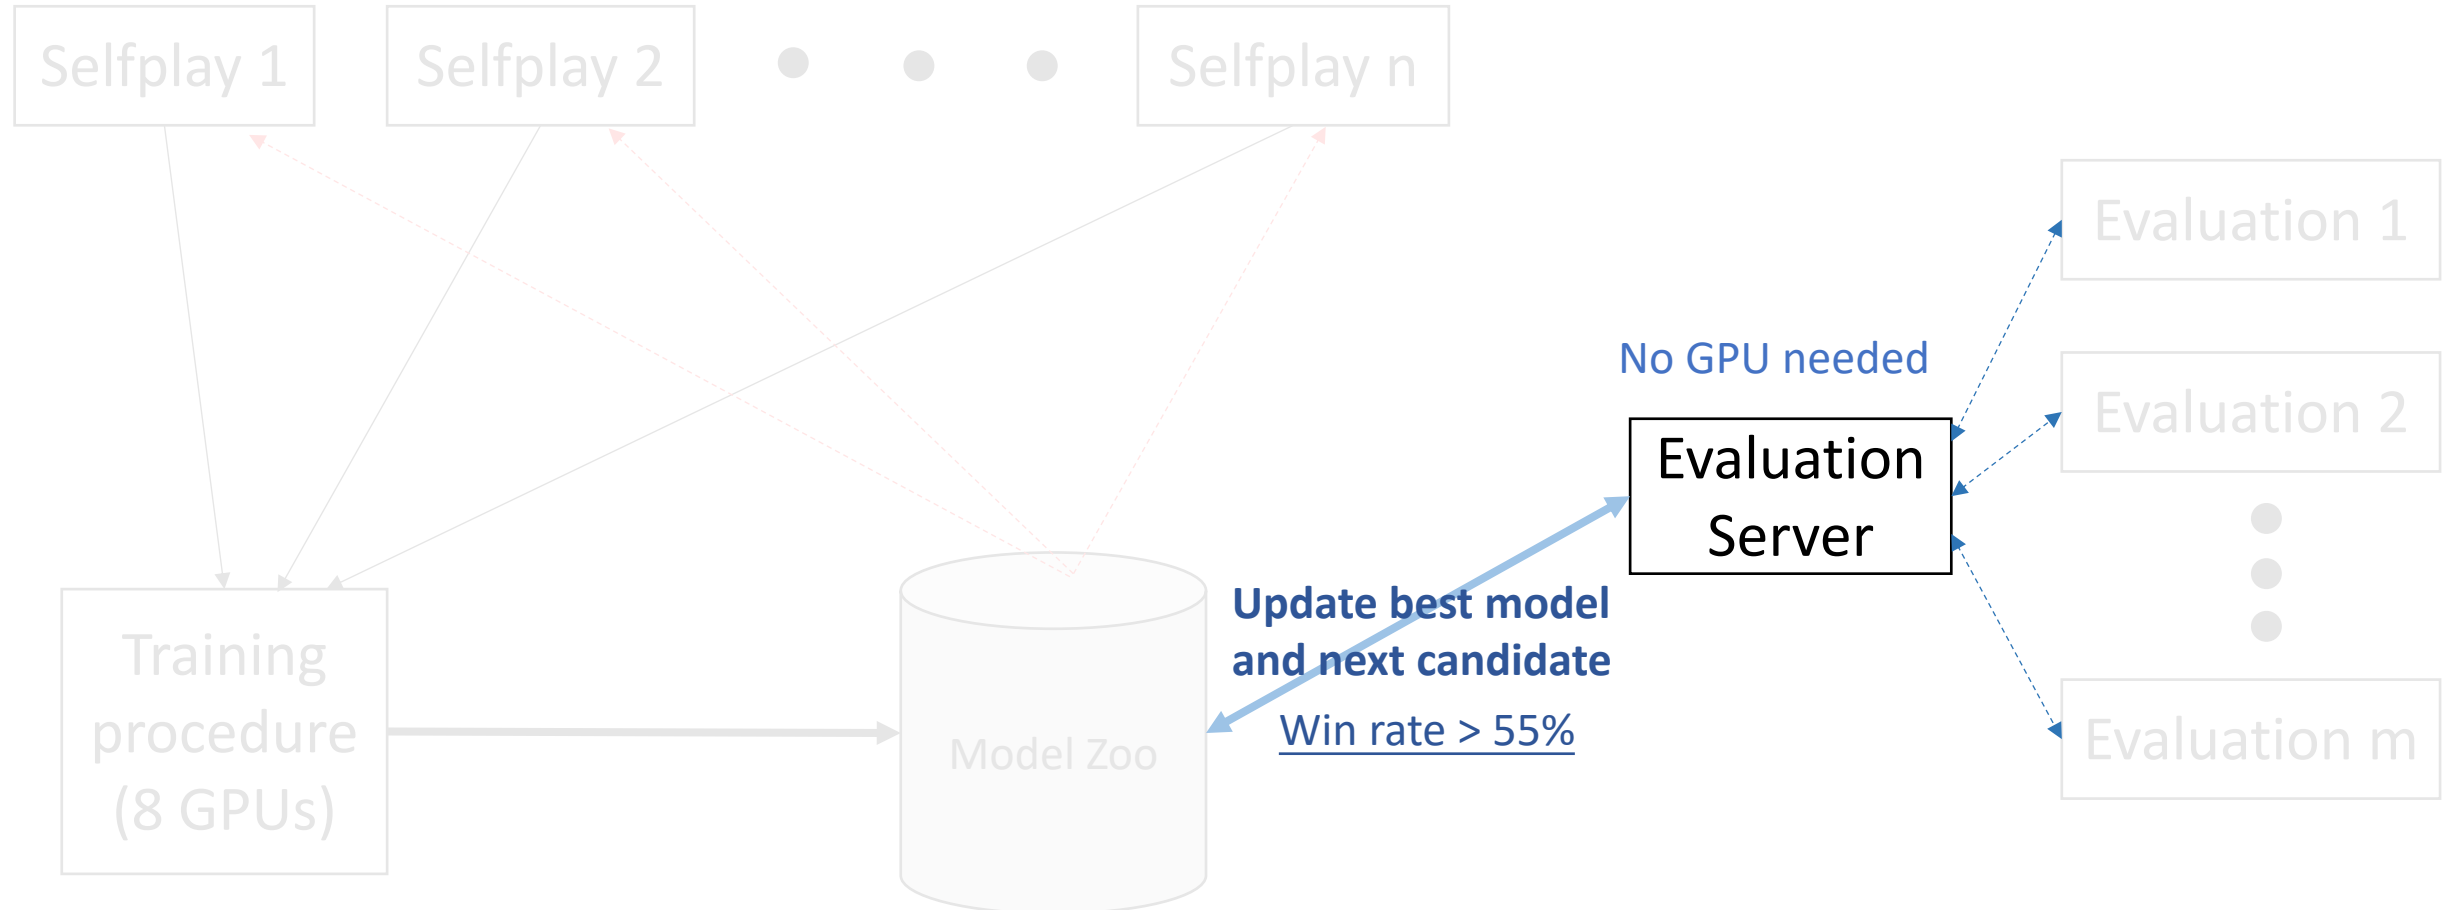 Selfplay 1
Selfplay 2
Selfplay n
Evaluation 1
No GPU needed
Evaluation 2
Evaluation
Server
Update best model
and next candidate
Win rate > 55%
Training
procedure
(8 GPUs)
Model Zoo
Evaluation m